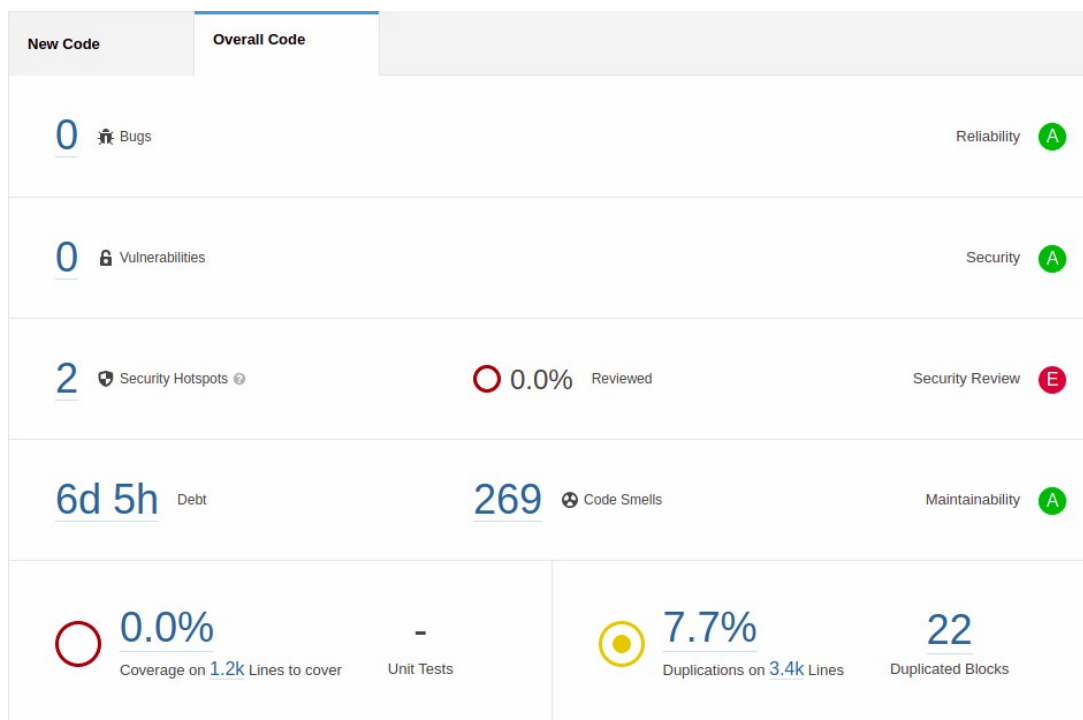 New Code
Overall Code
0 Bugs Reliability A
0 Vulnerabilities Security A
2 Security Hotspots ? 0.0% Reviewed Security Review E
6d 5h Debt 269 Code Smells Maintainability A
0.0% - 7.7% 22
Coverage on 1.2k Lines to cover Unit Tests Duplications on 3.4k Lines Duplicated Blocks